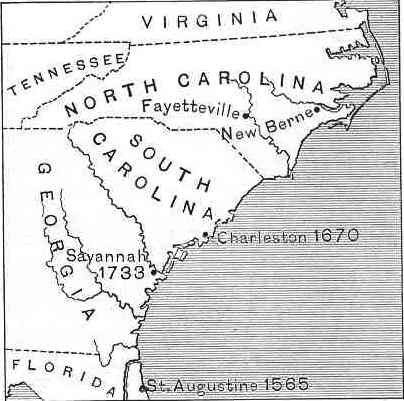 VIRGINIA
TENNESSEE
NORTH CAROLINA
Fayetteville
New Berne
SOUTH
CAROLINA
GEORGIA
Charleston 1670
Savannah
1733
FLORIDA
St. Augustine 1565